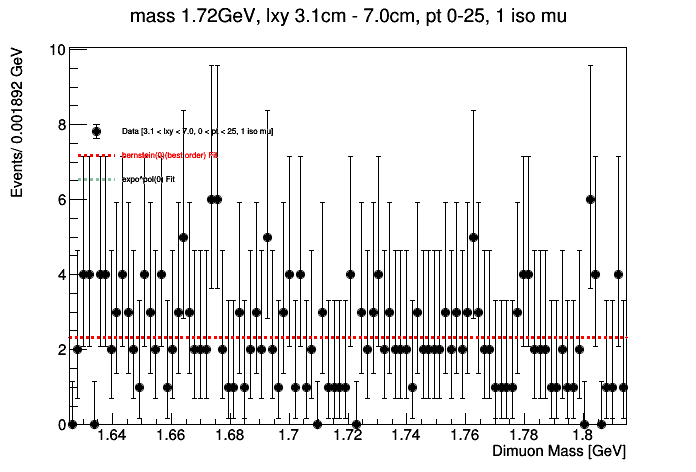 mass 1.72GeV, lxy 3.1cm - 7.0cm, pt 0-25, 1 iso mu
Events/ 0.001892 GeV
10
8
6
4
2
0
Data [3.1 < lxy < 7.0, 0 < pt < 25, 1 iso mu]
bernstein(0)(best order) Fit
expo*pol(0) Fit
1.64 1.66 1.68 1.7 1.72 1.74 1.76 1.78 1.8
Dimuon Mass [GeV]